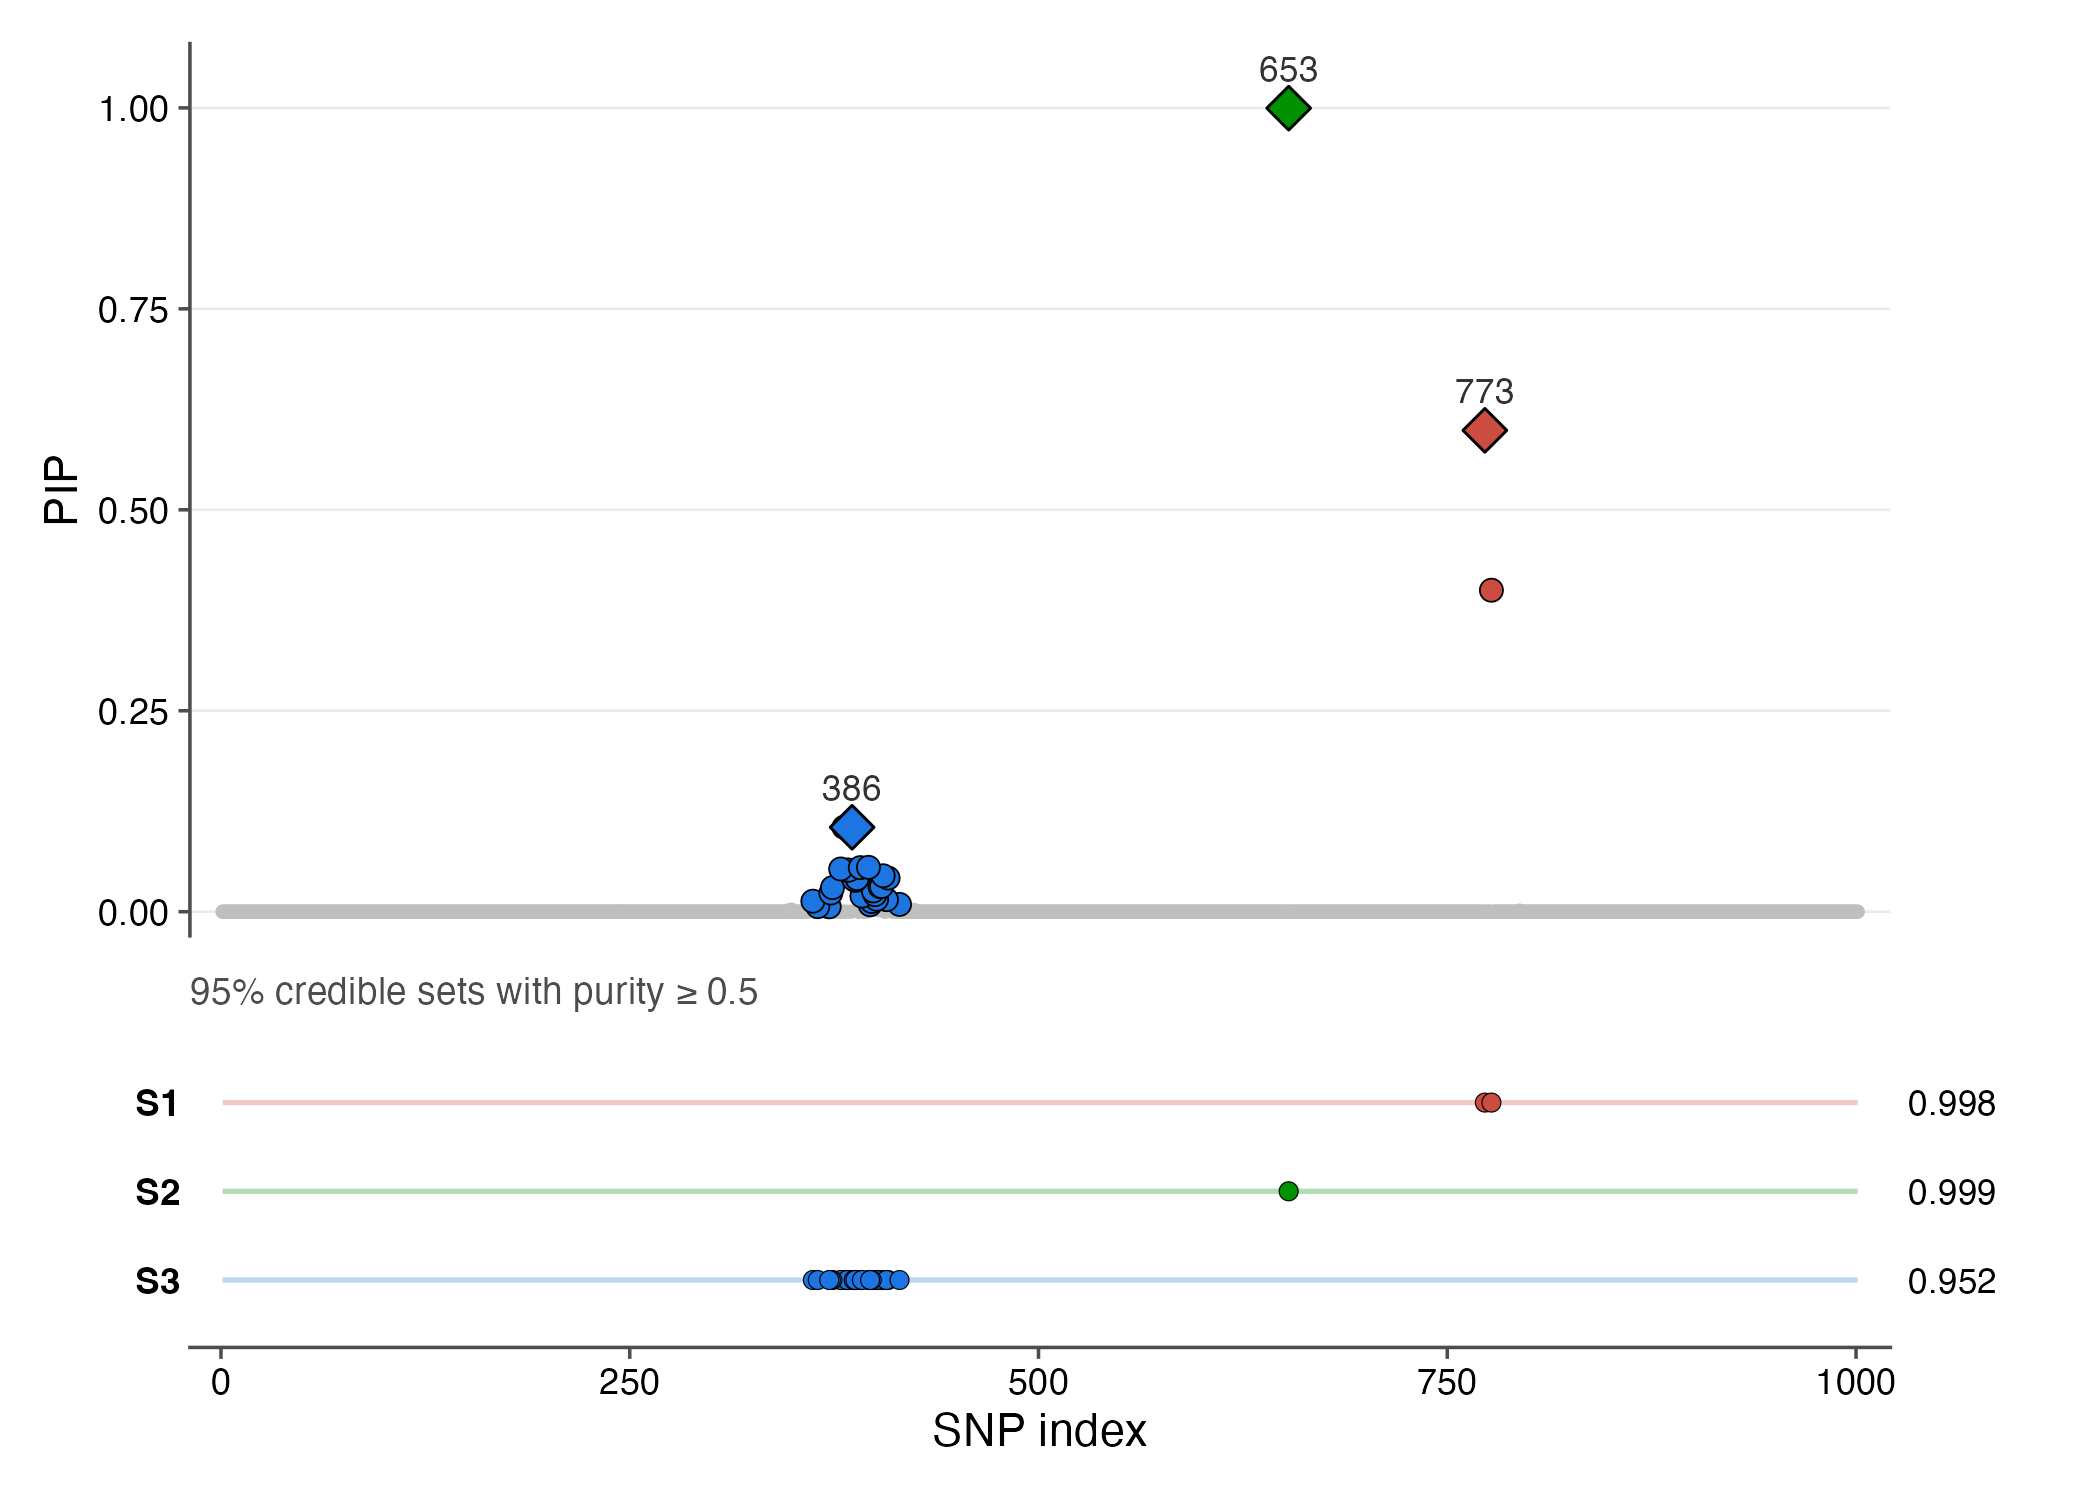 653
1.00
0.75
773
PIP
0.50
0.25
386
0.00
95% credible sets with purity ≥ 0.5
S1 0.998
S2 0.999
S3 0.952
0 250 500 750 1000
SNP index